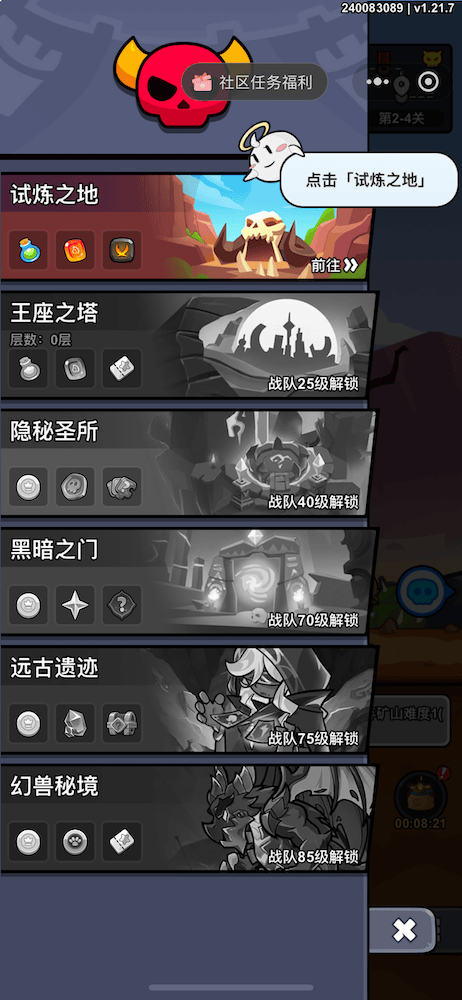 240083089 | v1.21.7
社区任务福利
第2-4关
点击「试炼之地」
试炼之地
前往
王座之塔
层数：0层
战队25级解锁
隐秘圣所
战队40级解锁
黑暗之门
战队70级解锁
远古遗迹
战队75级解锁
矿山难度1(
幻兽秘境
00:08:21
战队85级解锁